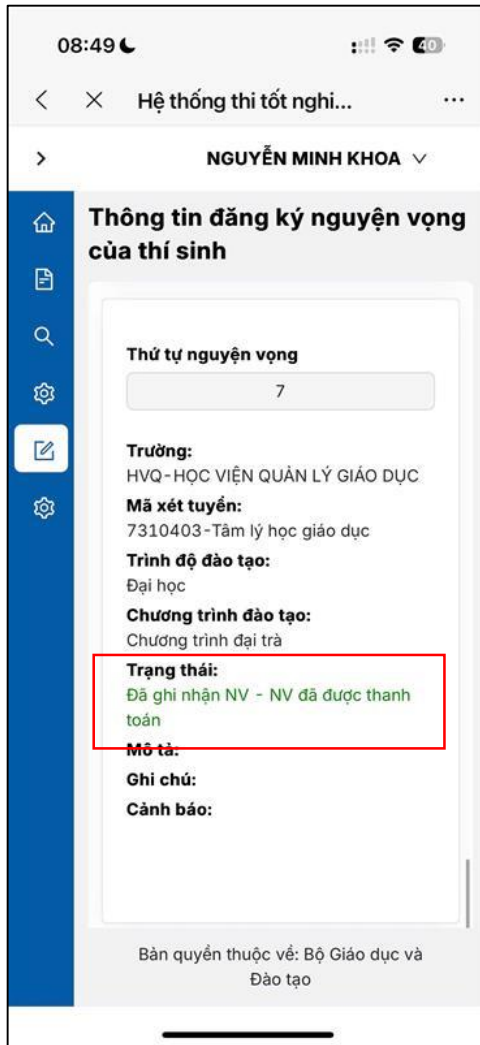 08:49
40
Hệ thống thi tốt nghi...
NGUYỄN MINH KHOA
Thông tin đăng ký nguyện vọng
của thí sinh
Thứ tự nguyện vọng
7
Trường:
HVQ-HỌC VIỆN QUẢN LÝ GIÁO DỤC
Mã xét tuyển:
7310403-Tâm lý học giáo dục
Trình độ đào tạo:
Đại học
Chương trình đào tạo:
Chương trình đại trà
Trạng thái:
Đã ghi nhận NV - NV đã được thanh
toán
Mô tả:
Ghi chú:
Cảnh báo:
Bản quyền thuộc về: Bộ Giáo dục và
Đào tạo